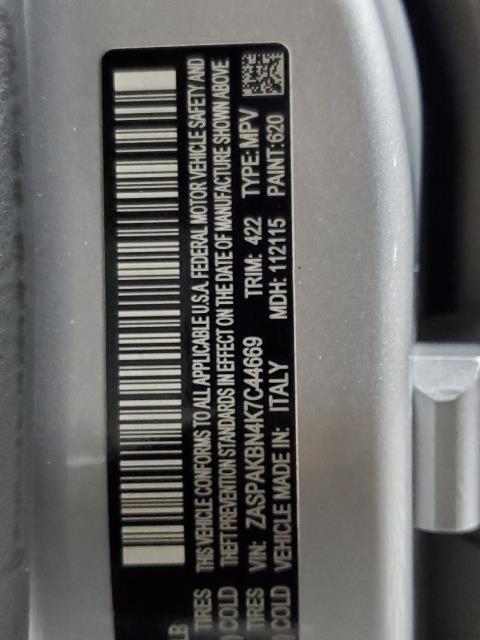 LB
TIRES THIS VEHICLE CONFORMS TO ALL APPLICABLE U.S.A. FEDERAL MOTOR VEHICLE SAFETY AND
COLD THEFT PREVENTION STANDARDS IN EFFECT ON THE DATE OF MANUFACTURE SHOWN ABOVE
TIRES VIN: ZASPAKBN4K7C44669 TRIM: 422 TYPE: MPV
COLD VEHICLE MADE IN: ITALY MDH: 112115 PAINT: 620